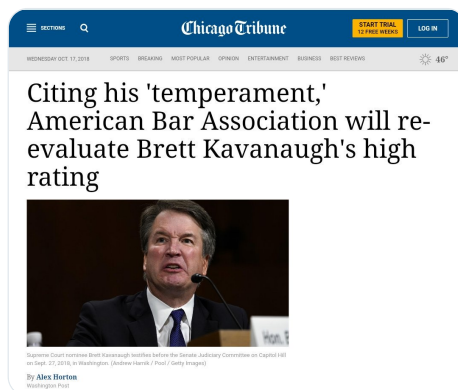 SECTIONS
Chicago Tribune
START TRIAL
12 FREE WEEKS
LOG IN
WEDNESDAY OCT. 17, 2018 SPORTS BREAKING MOST POPULAR OPINION ENTERTAINMENT BUSINESS BEST REVIEWS 46°
Citing his 'temperament,'
American Bar Association will re-
evaluate Brett Kavanaugh's high
rating
Hon. B
Supreme Court nominee Brett Kavanaugh testifies before the Senate Judiciary Committee on Capitol Hill
on Sept. 27, 2018, in Washington. (Andrew Harnik / Pool / Getty Images)
By Alex Horton
Washington Post